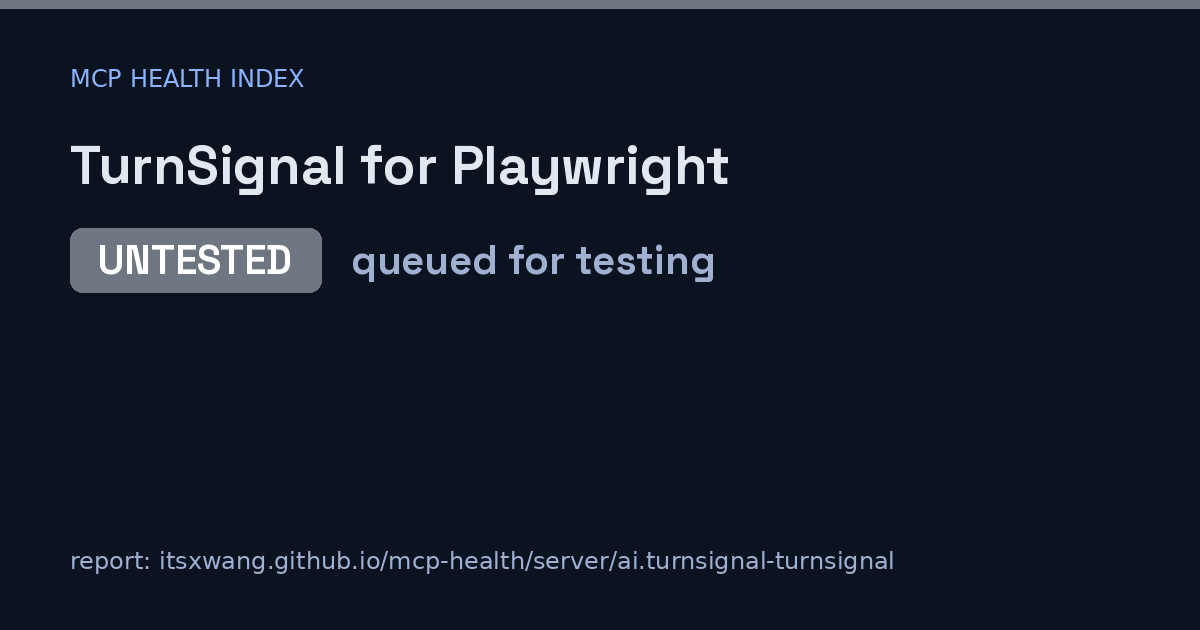 MCP HEALTH INDEX
TurnSignal for Playwright
UNTESTED queued for testing
report: itsxwang.github.io/mcp-health/server/ai.turnsignal-turnsignal